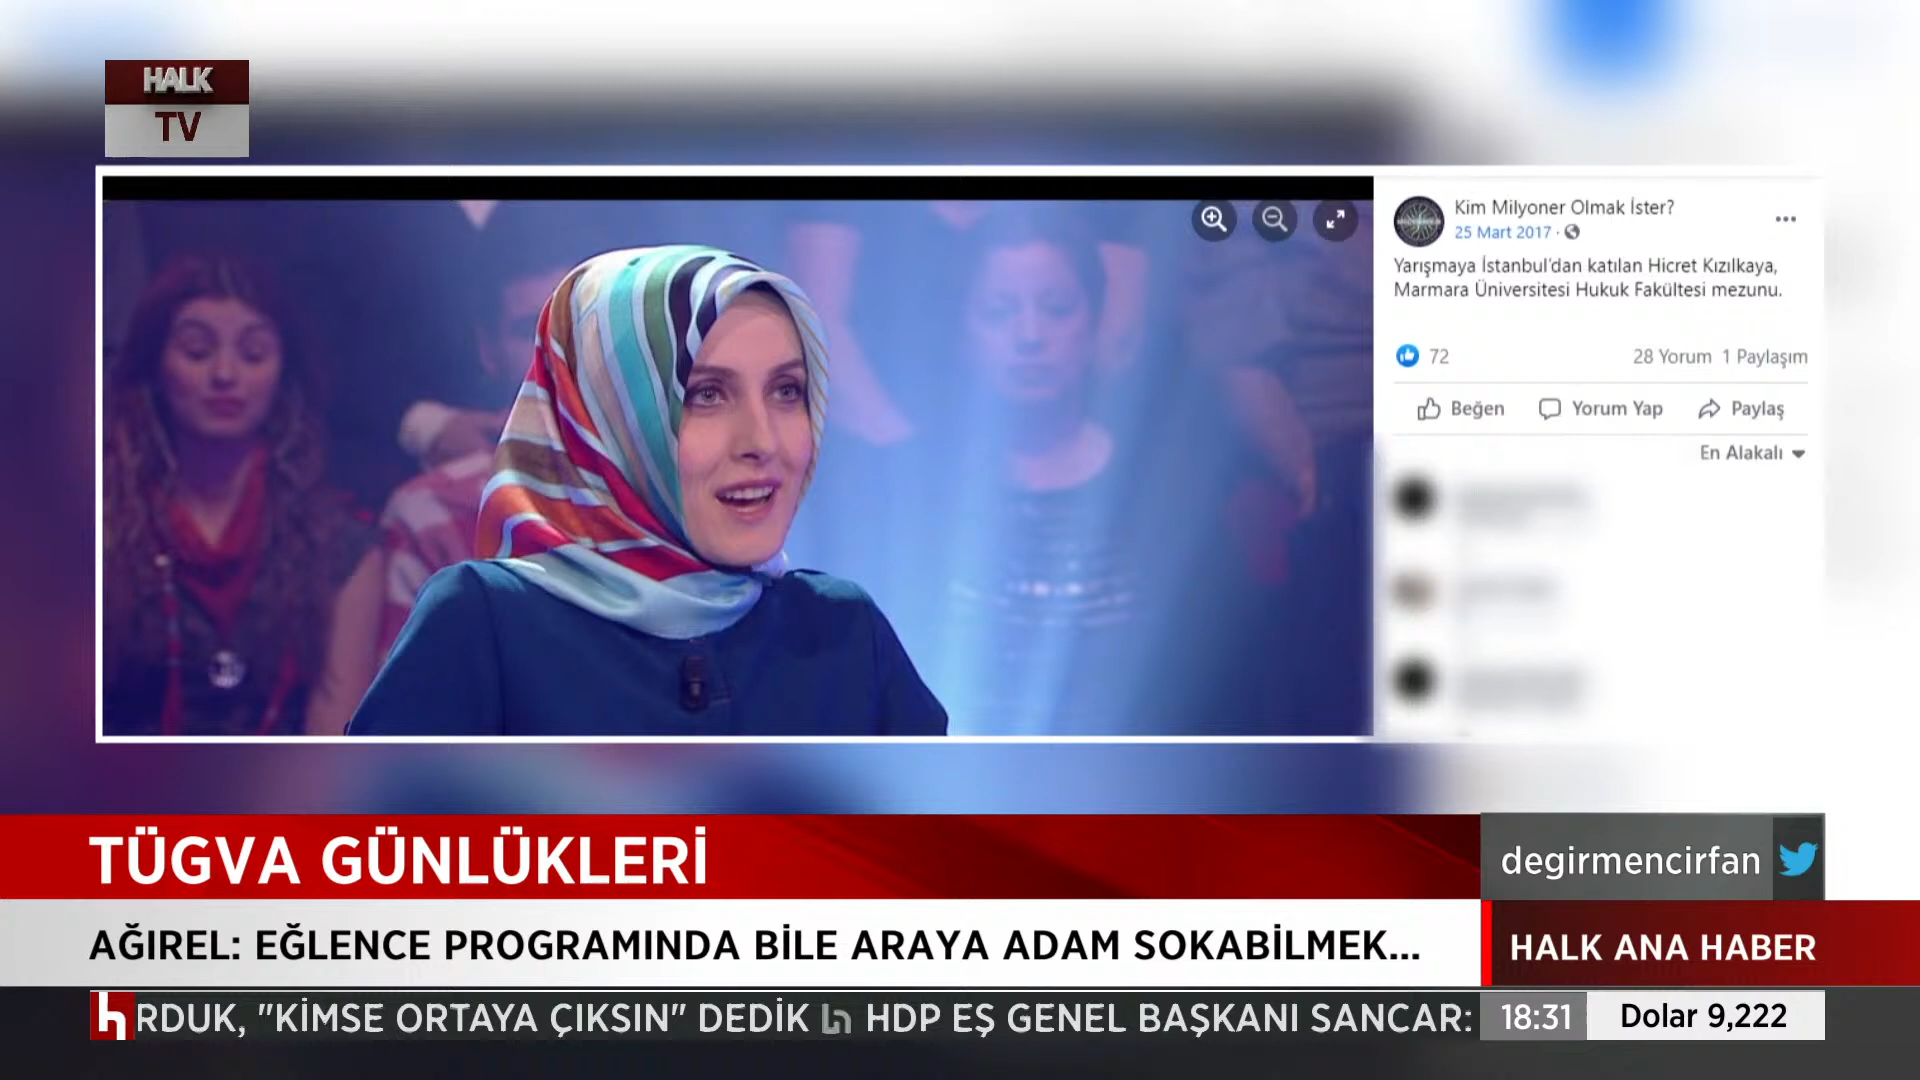 HALK
TV
Kim Milyoner Olmak İster?
25 Mart 2017 ·
Yarışmaya İstanbul'dan katılan Hicret Kızılkaya,
Marmara Üniversitesi Hukuk Fakültesi mezunu.
72
28 Yorum 1 Paylaşım
Beğen
Yorum Yap
Paylaş
En Alakalı
TÜGVA GÜNLÜKLERİ
degirmencirfan
AĞIREL: EĞLENCE PROGRAMINDA BİLE ARAYA ADAM SOKABİLMEK...
HALK ANA HABER
RDUK, "KİMSE ORTAYA ÇIKSIN" DEDİK HDP EŞ GENEL BAŞKANI SANCAR:
18:31
Dolar 9,222